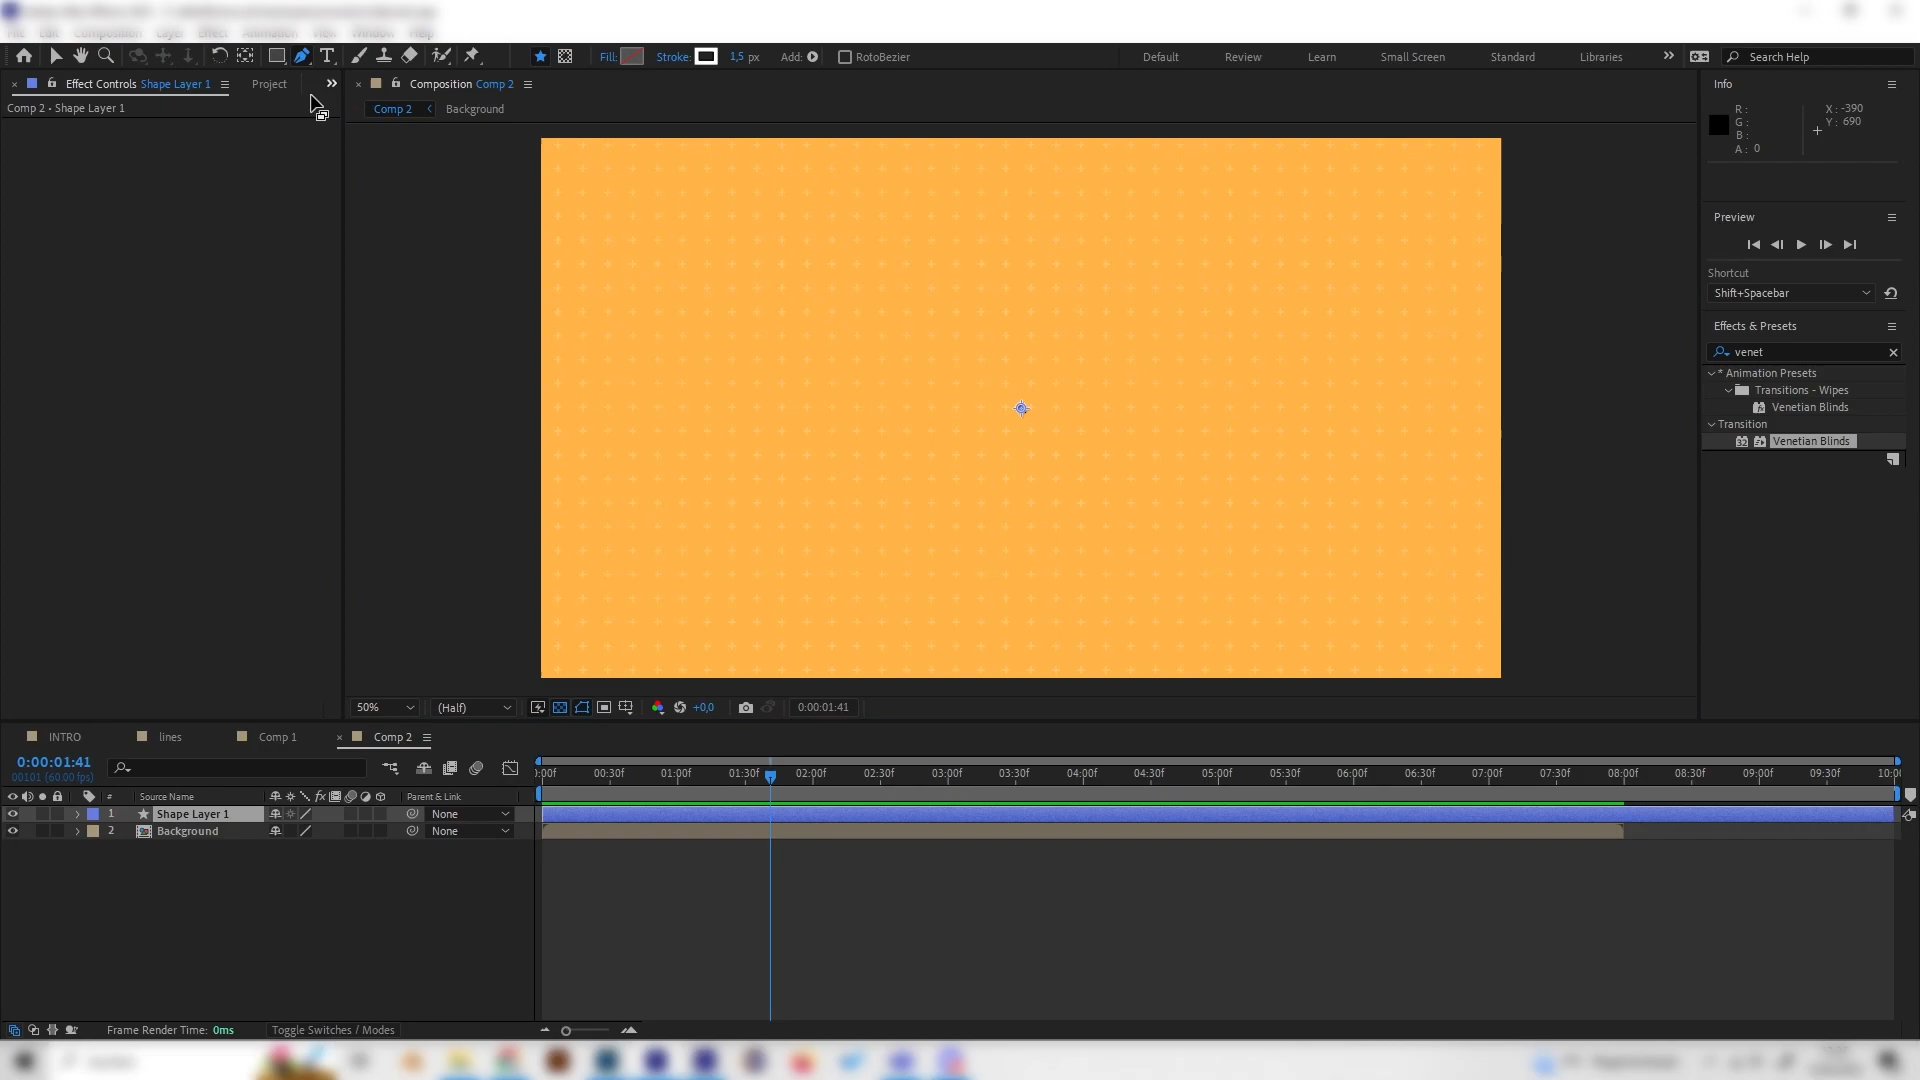 Fill:
Stroke:
1,5 px
Add:
RotoBezier
Default
Review
Learn
Small Screen
Standard
Libraries
Search Help
Effect Controls Shape Layer 1
Project
Composition Comp 2
Info
Comp 2 • Shape Layer 1
Comp 2
Background
R :
G :
B :
A : 0
X : -390
Y : 690
Preview
Shortcut
Shift+Spacebar
Effects & Presets
venet
* Animation Presets
Transitions - Wipes
Venetian Blinds
Transition
Venetian Blinds
50%
(Half)
+0,0
0:00:01:41
INTRO
lines
Comp 1
Comp 2
0:00:01:41
00101 (60.00 fps)
:00f 00:30f 01:00f 01:30f 02:00f 02:30f 03:00f 03:30f 04:00f 04:30f 05:00f 05:30f 06:00f 06:30f 07:00f 07:30f 08:00f 08:30f 09:00f 09:30f 10:0
# Source Name fx Parent & Link
1 Shape Layer 1 None
2 Background None
Frame Render Time: 0ms
Toggle Switches / Modes